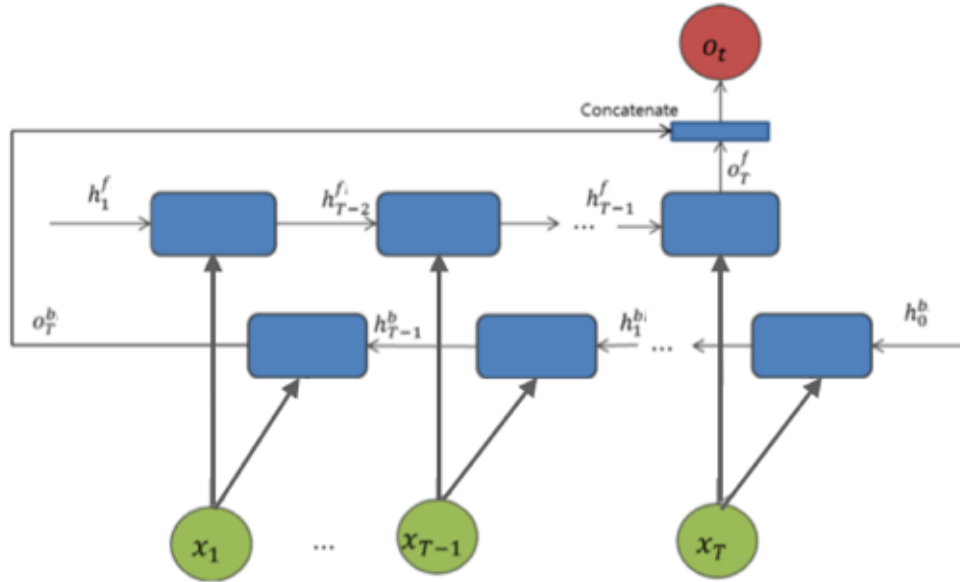 o_t
Concatenate
o_T^f
h_1^f
h_{T-2}^f
h_{T-1}^f
...
o_T^b
h_{T-1}^b
h_1^b
...
h_0^b
x_1
...
x_{T-1}
x_T